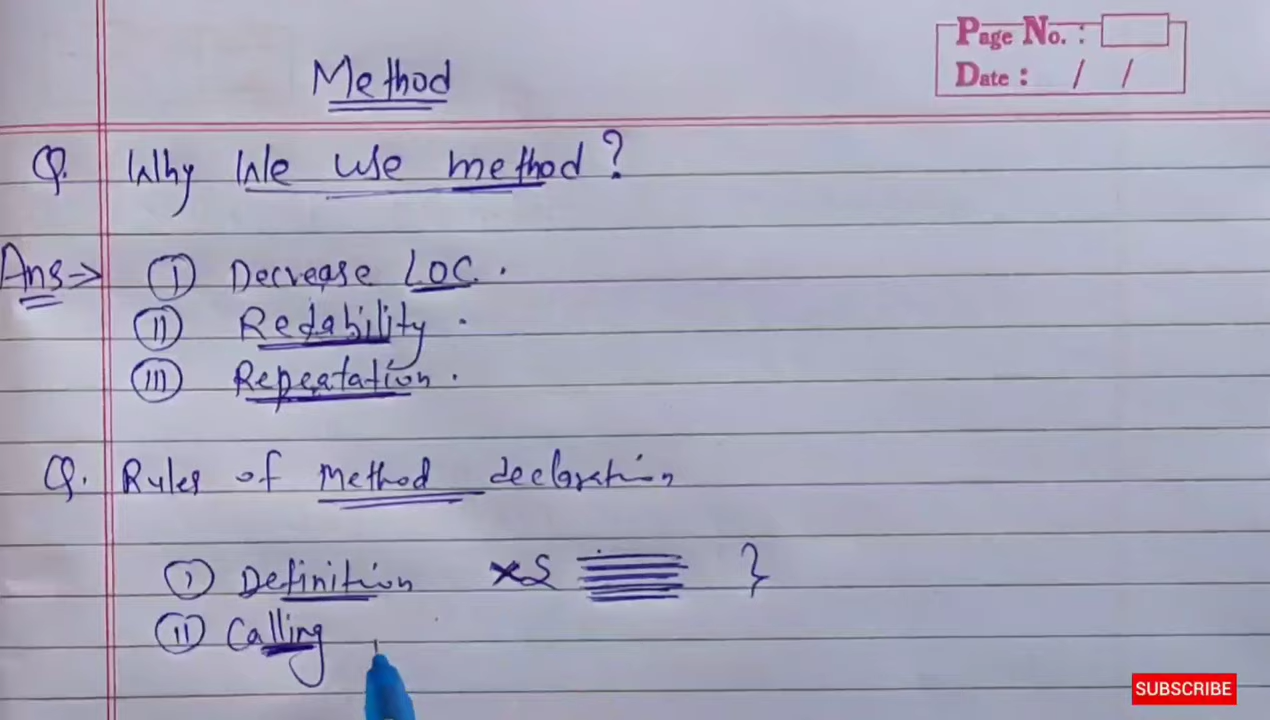 Page No. :
Date : / /
Method
Q. Why We use method ?
Ans-> (I) Decrease LOC.
(II) Redability.
(III) Repeatation.
Q. Rules of Method declaration
(I) Definition x { }
(II) Calling
SUBSCRIBE